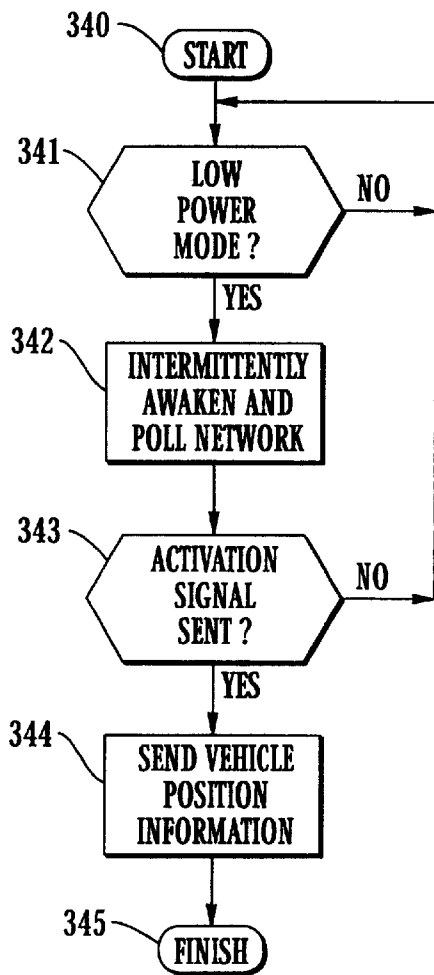 340
START
341
LOW
POWER
MODE ?
NO
YES
342
INTERMITTENTLY
AWAKEN AND
POLL NETWORK
343
ACTIVATION
SIGNAL
SENT ?
NO
YES
344
SEND VEHICLE
POSITION
INFORMATION
345
FINISH